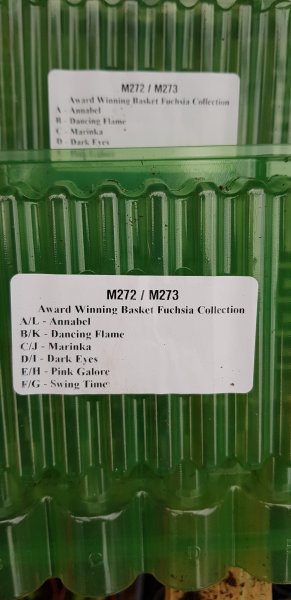 M272 / M273
Award Winning Basket Fuchsia Collection
A - Annabel
B - Dancing Flame
C - Marinka
D - Dark Eyes
M272 / M273
Award Winning Basket Fuchsia Collection
A/L - Annabel
B/K - Dancing Flame
C/J - Marinka
D/I - Dark Eyes
E/H - Pink Galore
F/G - Swing Time